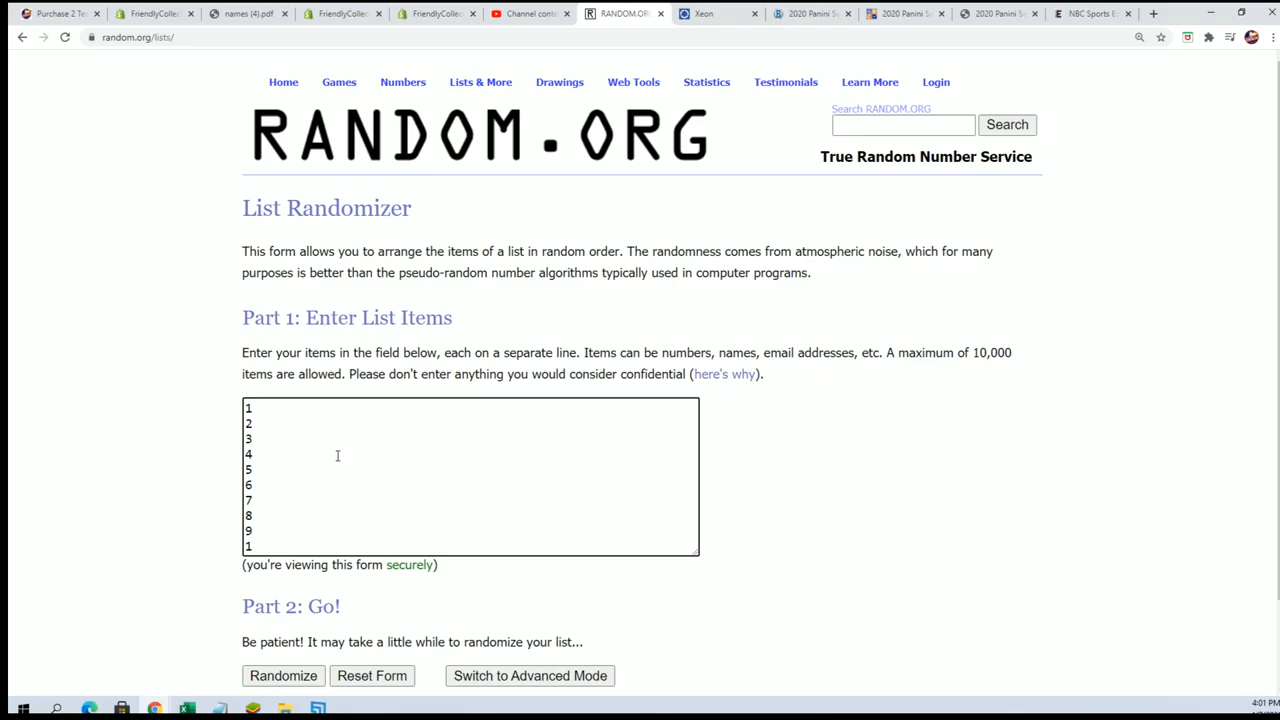 Purchase 2 Te
FriendlyCollec
names (4).pdf
FriendlyCollec
FriendlyCollec
Channel conte
RANDOM.ORG
Xeon
2020 Panini S
2020 Panini S
2020 Panini S
NBC Sports E
random.org/lists/
Home Games Numbers Lists & More Drawings Web Tools Statistics Testimonials Learn More Login
RANDOM.ORG
Search RANDOM.ORG
Search
True Random Number Service
List Randomizer
This form allows you to arrange the items of a list in random order. The randomness comes from atmospheric noise, which for many
purposes is better than the pseudo-random number algorithms typically used in computer programs.
Part 1: Enter List Items
Enter your items in the field below, each on a separate line. Items can be numbers, names, email addresses, etc. A maximum of 10,000
items are allowed. Please don't enter anything you would consider confidential (here's why).
1
2
3
4
5
6
7
8
9
1
(you're viewing this form securely)
Part 2: Go!
Be patient! It may take a little while to randomize your list...
Randomize Reset Form Switch to Advanced Mode
4:01 PM